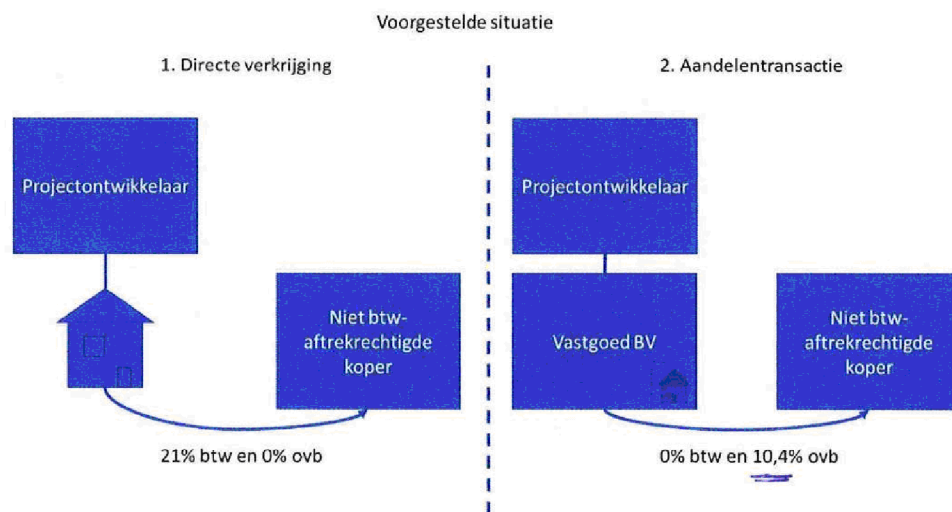 Voorgestelde situatie
1. Directe verkrijging
Projectontwikkelaar
Niet btw-
aftrekrechtigde
koper
21% btw en 0% ovb
2. Aandelentransactie
Projectontwikkelaar
Vastgoed BV
Niet btw-
aftrekrechtigde
koper
0% btw en 10,4% ovb